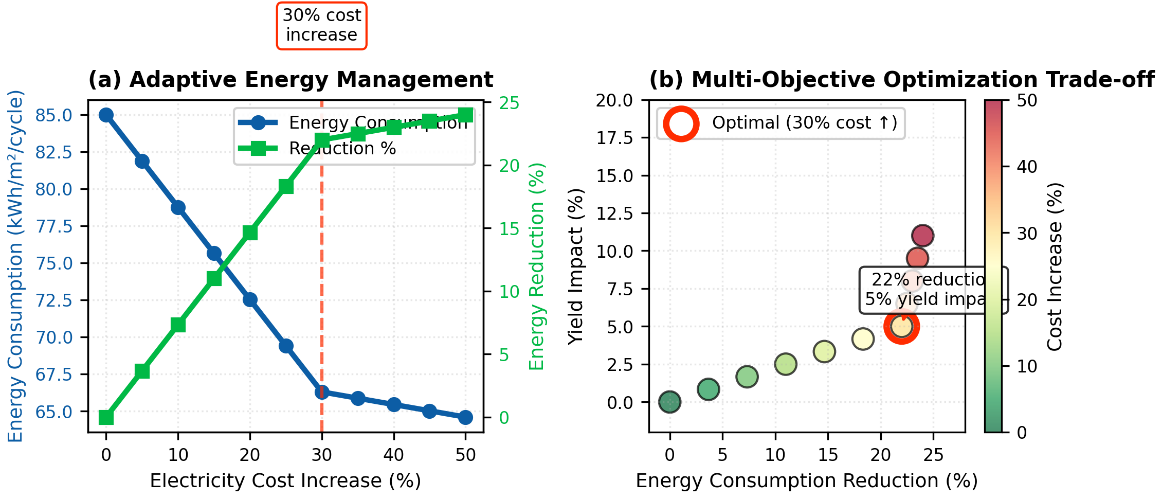 30% cost
increase
(a) Adaptive Energy Management
Energy Consumption (kWh/m²/cycle)
85.0
82.5
80.0
77.5
75.0
72.5
70.0
67.5
65.0
Energy Consumption
Reduction %
25
20
15
10
5
0
Energy Reduction (%)
0 10 20 30 40 50
Electricity Cost Increase (%)
(b) Multi-Objective Optimization Trade-off
Yield Impact (%)
20.0
17.5
15.0
12.5
10.0
7.5
5.0
2.5
0.0
Optimal (30% cost ↑)
22% reductio
5% yield impa
0 5 10 15 20 25
Energy Consumption Reduction (%)
50
40
30
20
10
0
Cost Increase (%)